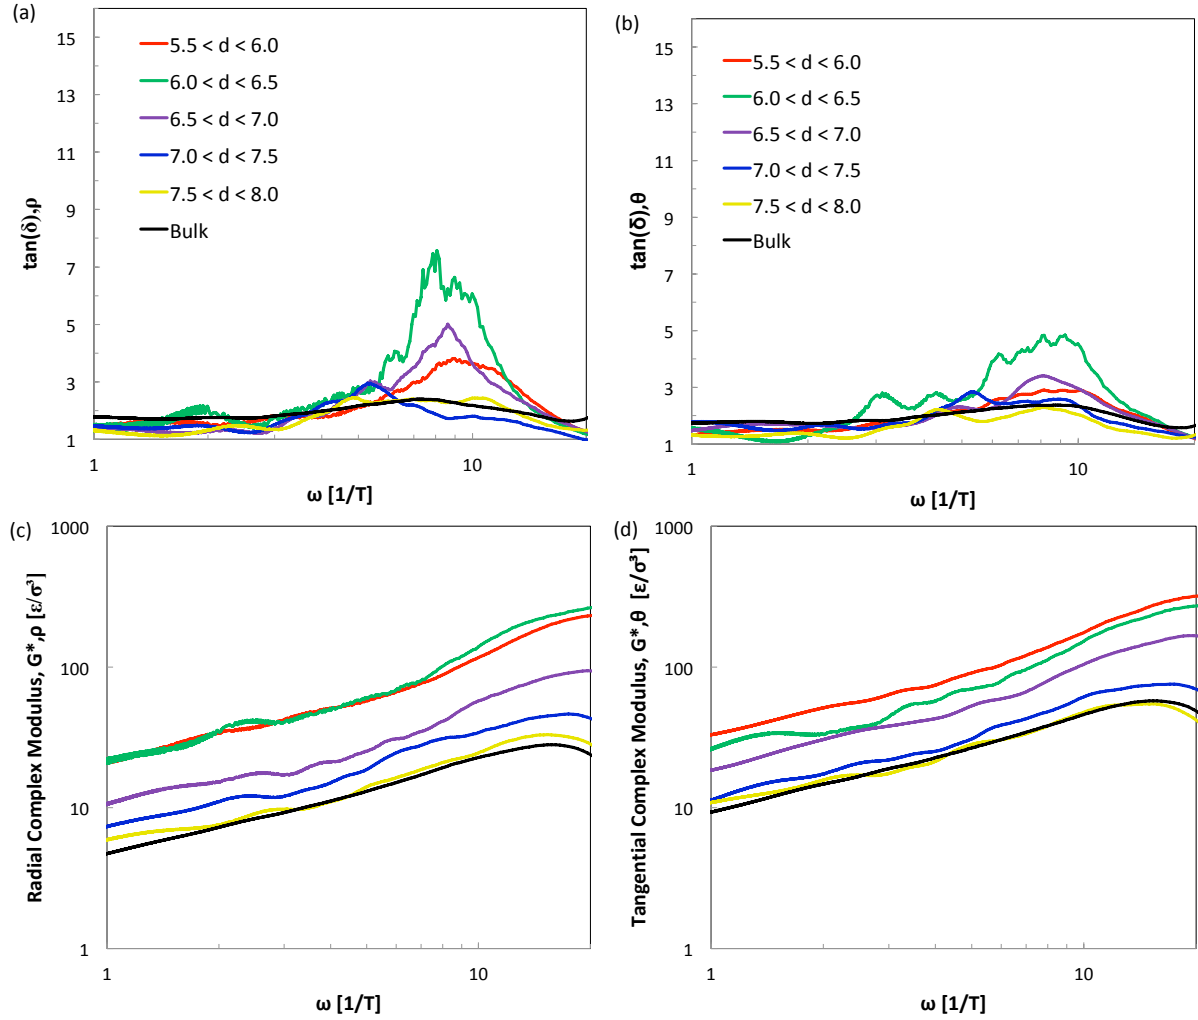 (a)
tan(δ),ρ
15
13
11
9
7
5
3
1
5.5 < d < 6.0
6.0 < d < 6.5
6.5 < d < 7.0
7.0 < d < 7.5
7.5 < d < 8.0
Bulk
1
10
ω [1/T]
(b)
tan(δ),θ
15
13
11
9
7
5
3
1
5.5 < d < 6.0
6.0 < d < 6.5
6.5 < d < 7.0
7.0 < d < 7.5
7.5 < d < 8.0
Bulk
1
10
ω [1/T]
(c)
Radial Complex Modulus, G*,ρ [ε/σ³]
1000
100
10
1
1
10
ω [1/T]
(d)
Tangential Complex Modulus, G*,θ [ε/σ³]
1000
100
10
1
1
10
ω [1/T]